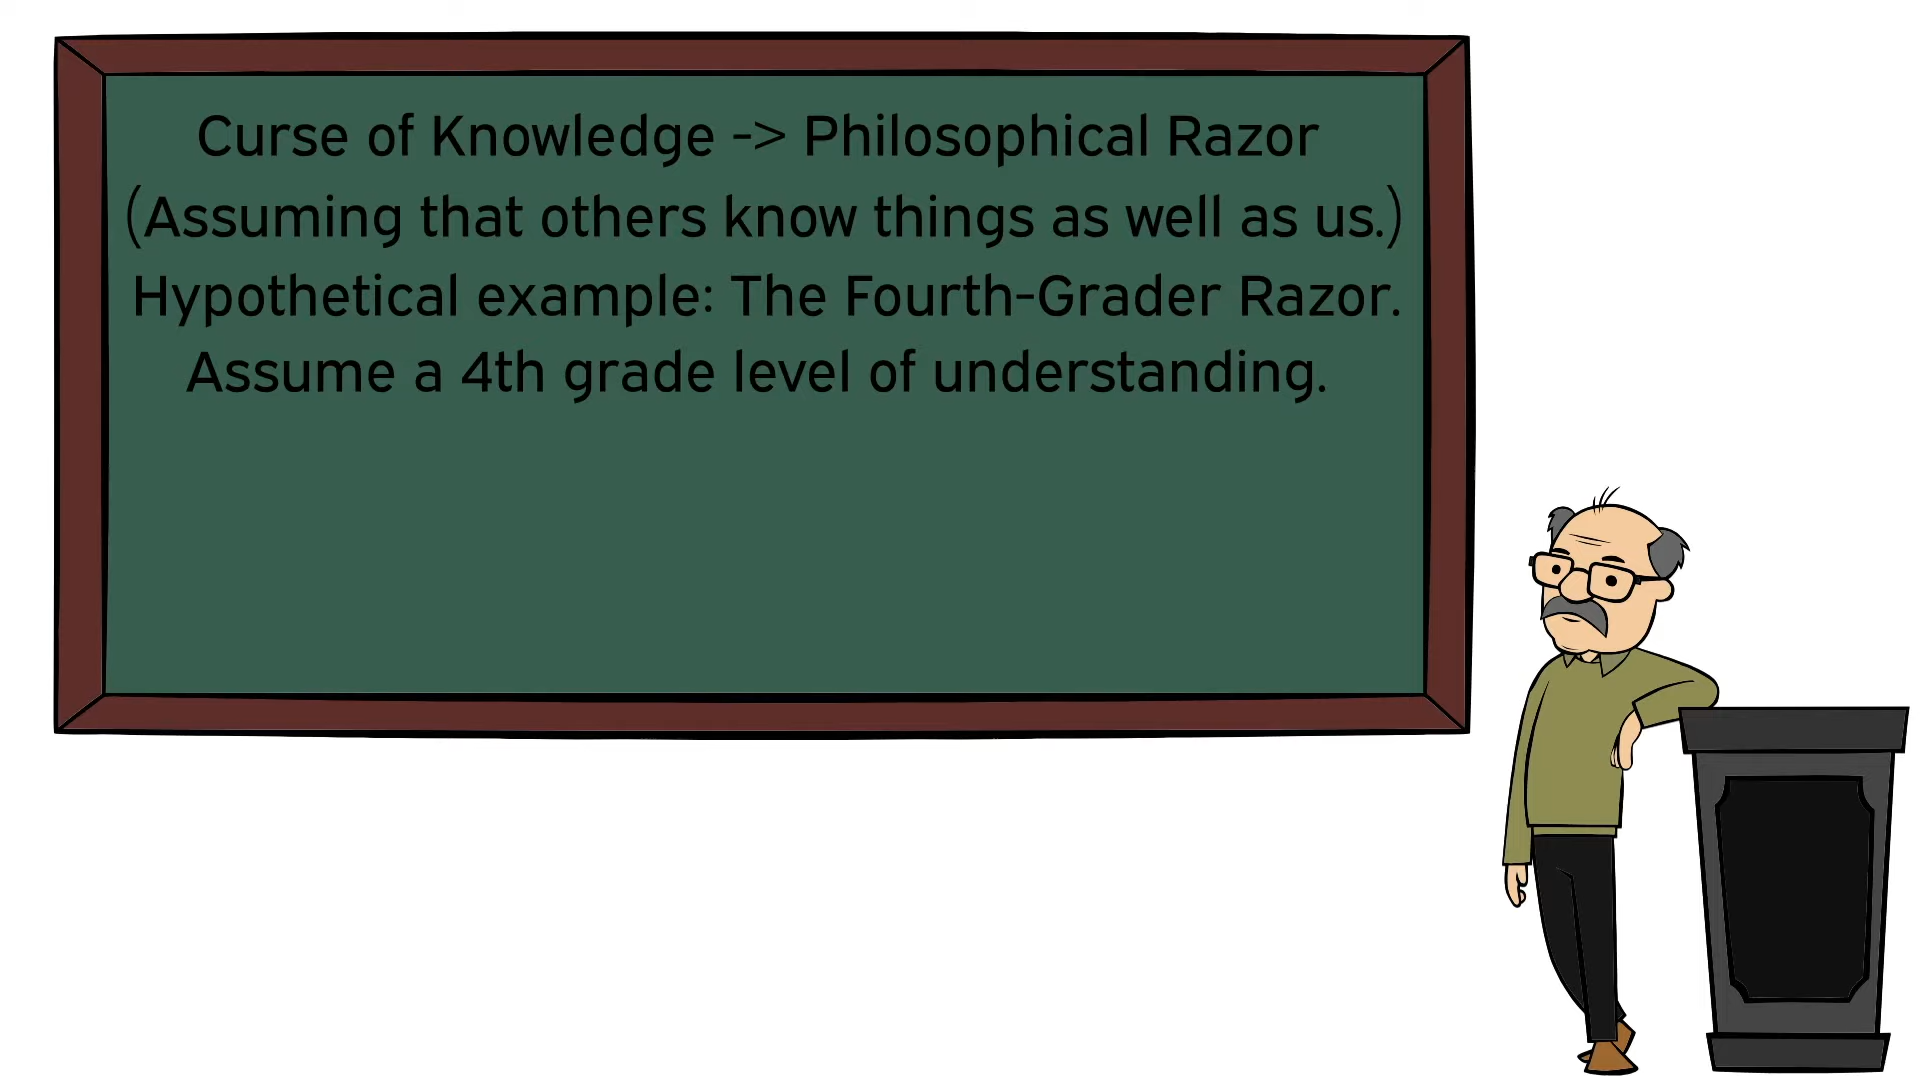 Curse of Knowledge -> Philosophical Razor
(Assuming that others know things as well as us.)
Hypothetical example: The Fourth-Grader Razor.
Assume a 4th grade level of understanding.